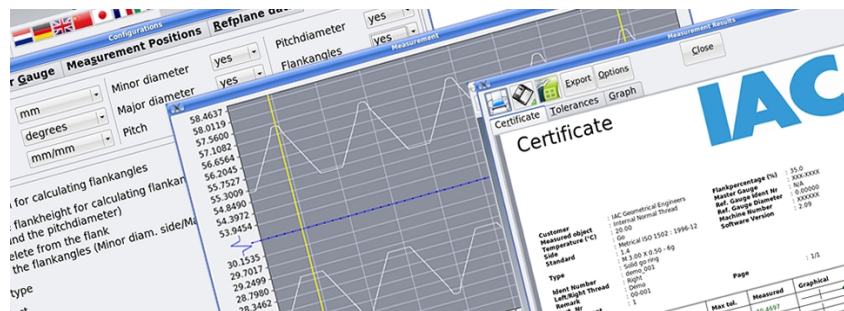 Configurations
r Gauge
Measurement Positions
Refplane da
mm
degrees
mm/mm
Minor diameter
yes
Major diameter
yes
Pitch
Pitchdiameter
yes
Flankangles
yes
for calculating flankangles
flankheight for calculating flankan
nd the pitchdiameter)
elete from the flank
the flankangles (Minor diam. side/Ma
type
Measurement
58.4637
58.0119
57.5600
57.1082
56.6564
56.2045
55.7527
55.3009
54.8490
54.3972
53.9454
30.1535
29.7017
29.2499
28.7980
28.3462
Measurement Results
Close
Export
Options
Certificate
Tolerances
Graph
Certificate
IAC
Customer : IAC Geometrical Engineers
Measured object : Internal Normal Thread
Temperature (°C) : 20.00
Side : Go
Standard : Metrical ISO 1502 : 1996-12
: 1.4
Type : M 3.00 X 0.50 - 6g
: Solid go ring
Ident Number : demo_001
Left/Right Thread : Right
Remark : Demo
. Nr : 00-001
: 1
Flankpercentage (%) : 35.0
Master Gauge : XXX-XXXX
Ref. Gauge Ident Nr : N/A
Ref. Gauge Diameter : 0.00000
Machine Number : XXXXXX
Software Version : 2.09
Page : 1/1
Max tol.
Measured
Graphical